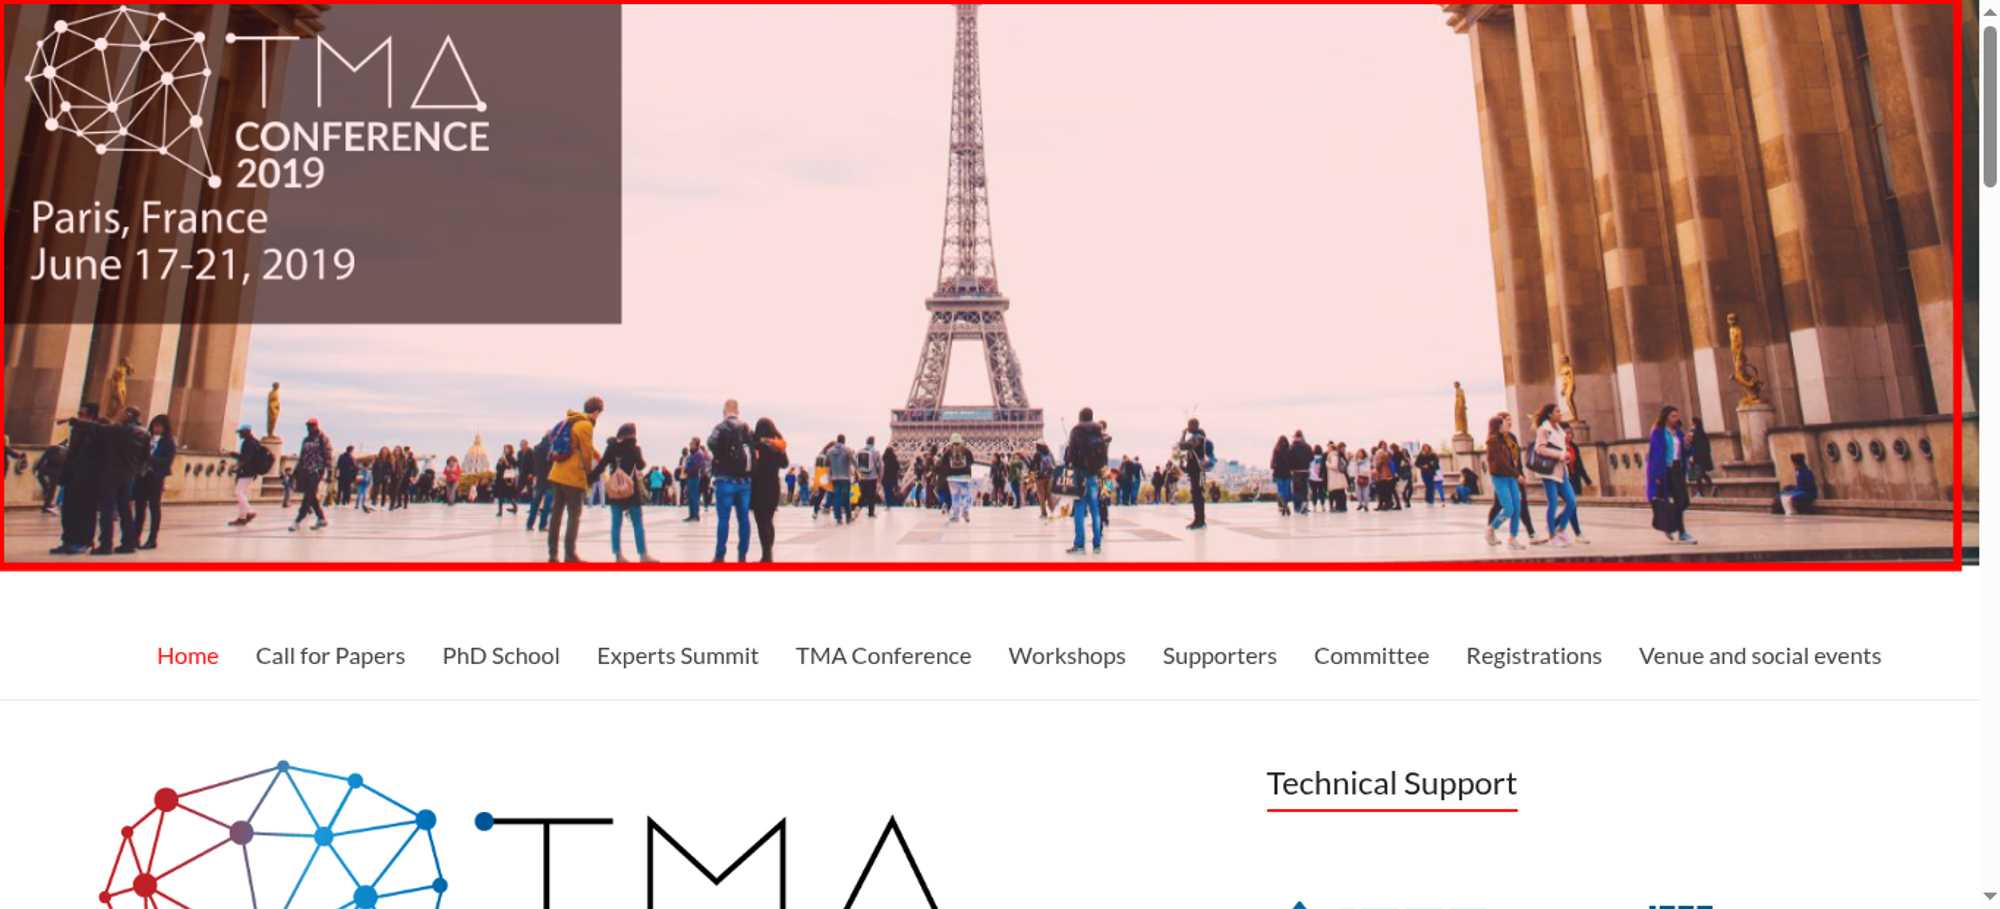 TMA
CONFERENCE
2019
Paris, France
June 17-21, 2019
Home Call for Papers PhD School Experts Summit TMA Conference Workshops Supporters Committee Registrations Venue and social events
TMA
Technical Support